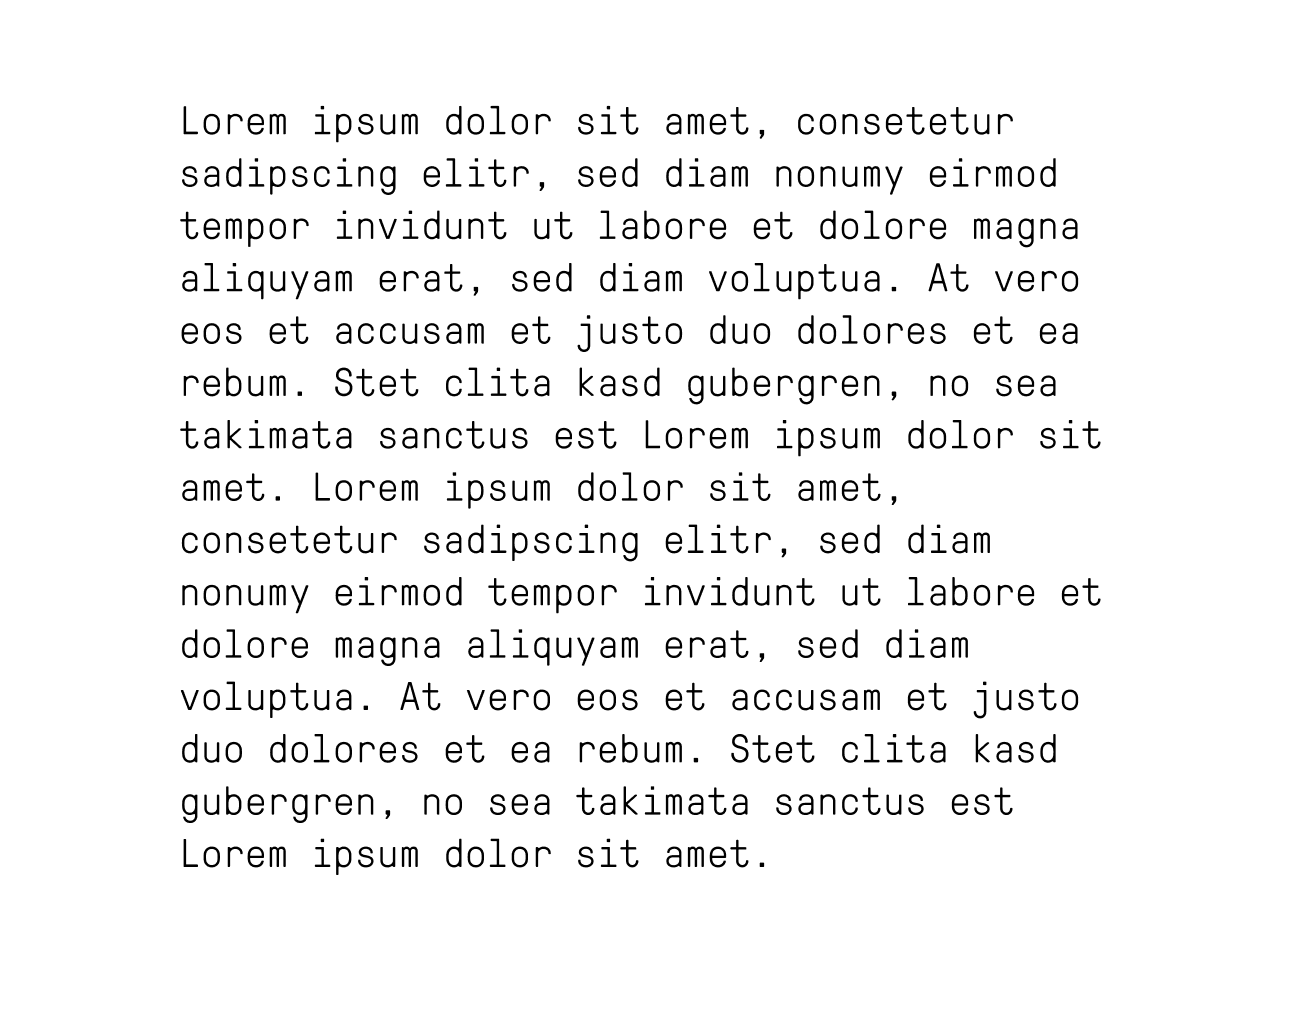 Lorem ipsum dolor sit amet, consetetur
sadipscing elitr, sed diam nonumy eirmod
tempor invidunt ut labore et dolore magna
aliquyam erat, sed diam voluptua. At vero
eos et accusam et justo duo dolores et ea
rebum. Stet clita kasd gubergren, no sea
takimata sanctus est Lorem ipsum dolor sit
amet. Lorem ipsum dolor sit amet,
consetetur sadipscing elitr, sed diam
nonumy eirmod tempor invidunt ut labore et
dolore magna aliquyam erat, sed diam
voluptua. At vero eos et accusam et justo
duo dolores et ea rebum. Stet clita kasd
gubergren, no sea takimata sanctus est
Lorem ipsum dolor sit amet.